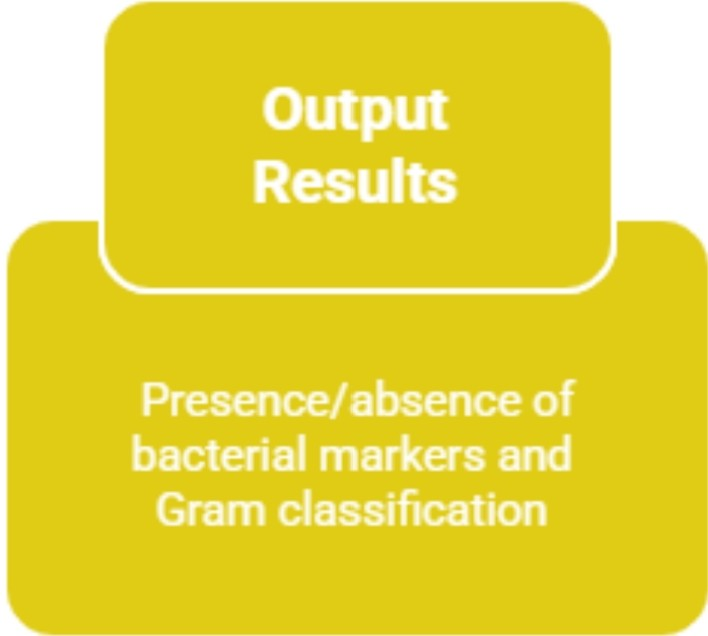 Output
Results
Presence/absence of
bacterial markers and
Gram classification